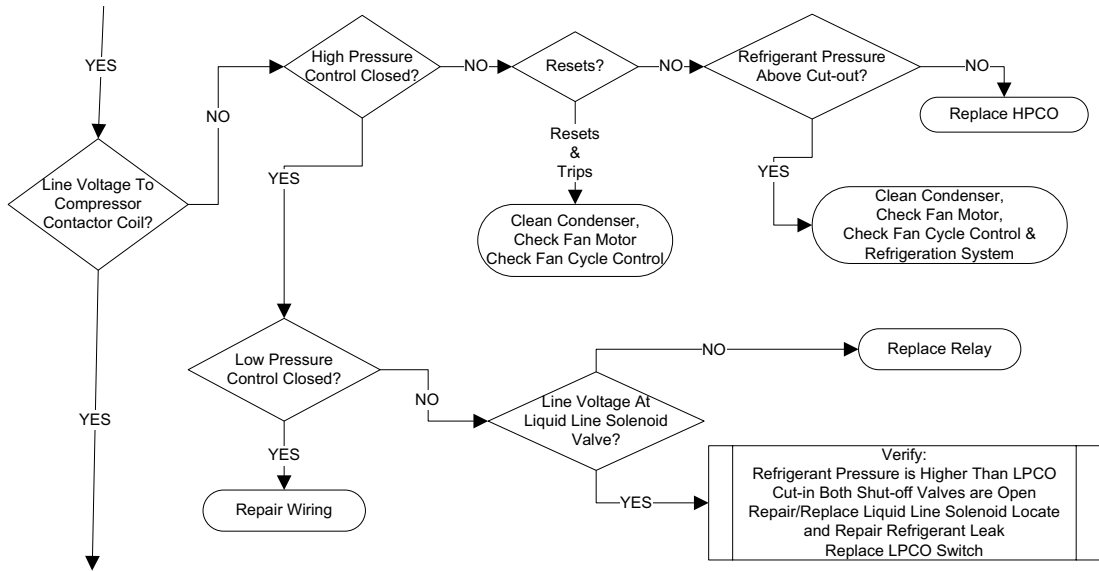 YES
High Pressure
Control Closed?
NO
Resets?
NO
Refrigerant Pressure
Above Cut-out?
NO
Replace HPCO
NO
Line Voltage To
Compressor
Contactor Coil?
YES
Resets
&
Trips
YES
Clean Condenser,
Check Fan Motor
Check Fan Cycle Control
Clean Condenser,
Check Fan Motor,
Check Fan Cycle Control &
Refrigeration System
Low Pressure
Control Closed?
NO
Line Voltage At
Liquid Line Solenoid
Valve?
NO
Replace Relay
YES
YES
Repair Wiring
YES
Verify:
Refrigerant Pressure is Higher Than LPCO
Cut-in Both Shut-off Valves are Open
Repair/Replace Liquid Line Solenoid Locate
and Repair Refrigerant Leak
Replace LPCO Switch